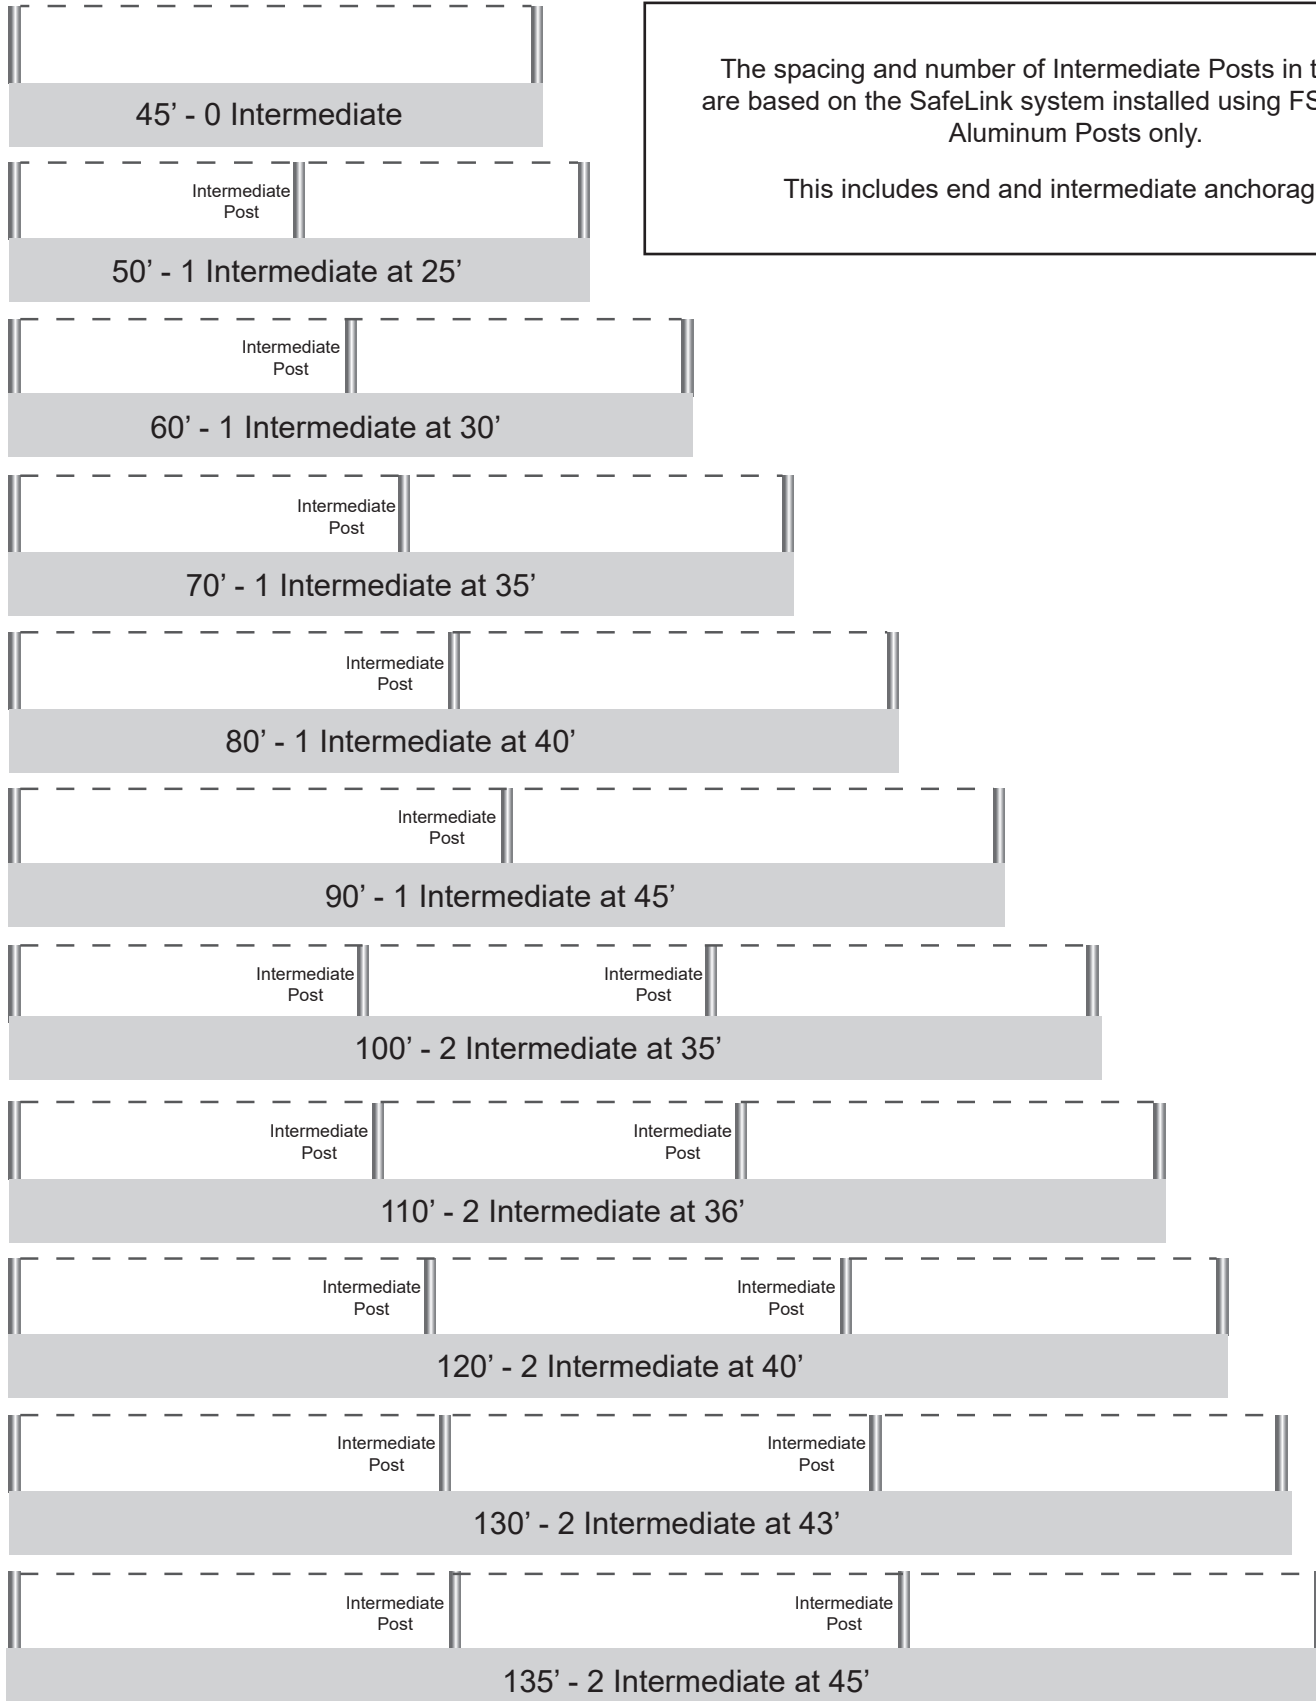 45’ - 0 Intermediate
The spacing and number of Intermediate Posts in
are based on the SafeLink system installed using
Aluminum Posts only.
This includes end and intermediate
Intermediate
Post
50’ - 1 Intermediate at 25’
Intermediate
Post
60’ - 1 Intermediate at 30’
Intermediate
Post
70’ - 1 Intermediate at 35’
Intermediate
Post
80’ - 1 Intermediate at 40’
Intermediate
Post
90’ - 1 Intermediate at 45’
Intermediate
Post
Intermediate
Post
100’ - 2 Intermediate at 35’
Intermediate
Post
Intermediate
Post
110’ - 2 Intermediate at 36’
Intermediate
Post
Intermediate
Post
120’ - 2 Intermediate at 40’
Intermediate
Post
Intermediate
Post
130’ - 2 Intermediate at 43’
Intermediate
Post
Intermediate
Post
135’ - 2 Intermediate at 45’